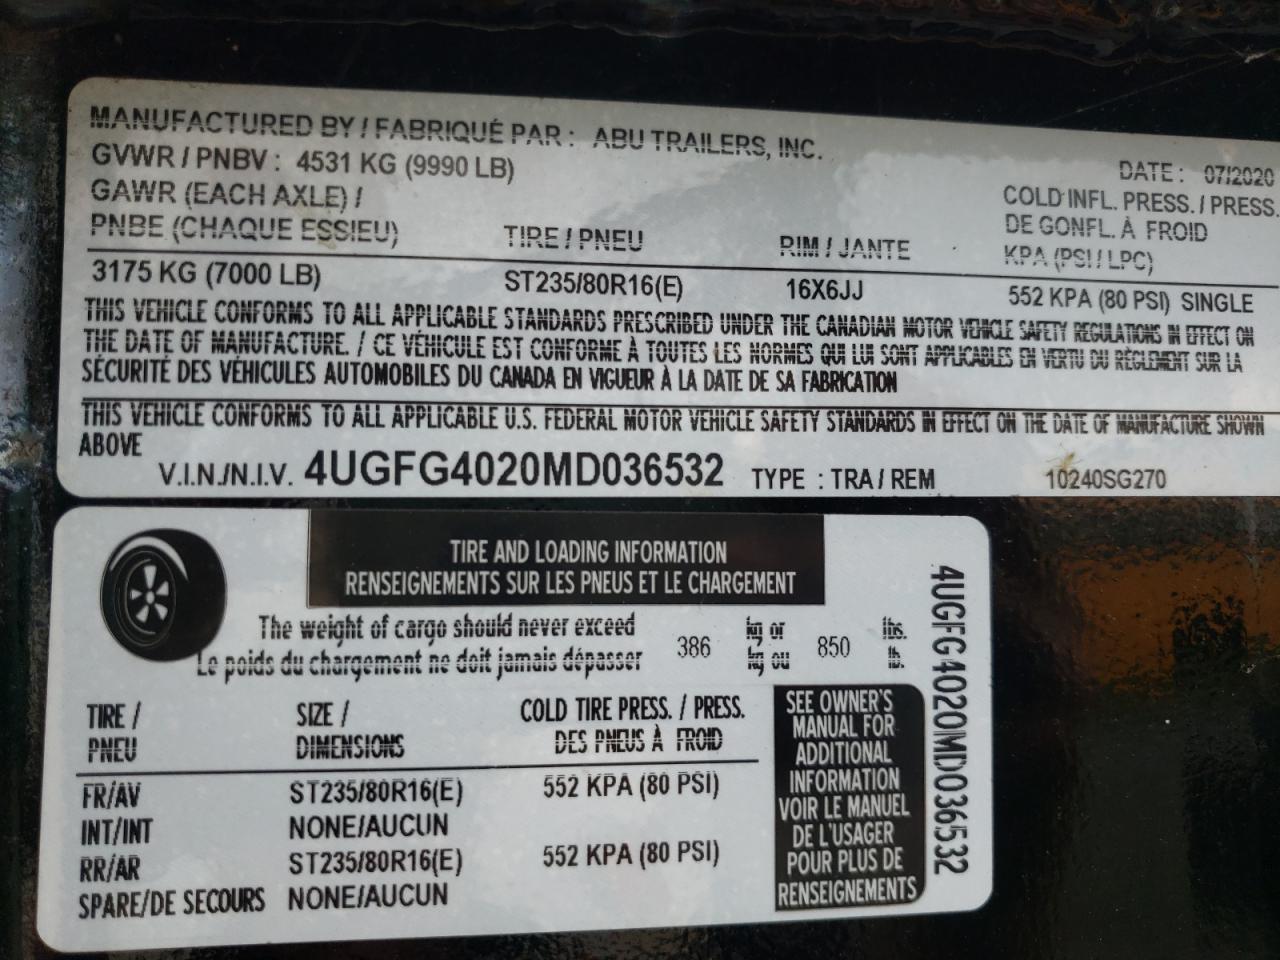 MANUFACTURED BY / FABRIQUÉ PAR : ABU TRAILERS, INC.
GVWR / PNBV : 4531 KG (9990 LB)
DATE : 07/2020
GAWR (EACH AXLE) /
PNBE (CHAQUE ESSIEU)
TIRE / PNEU
RIM / JANTE
COLD INFL. PRESS. / PRESS.
DE GONFL. À FROID
KPA (PSI / LPC)
3175 KG (7000 LB) ST235/80R16(E) 16X6JJ 552 KPA (80 PSI) SINGLE
THIS VEHICLE CONFORMS TO ALL APPLICABLE STANDARDS PRESCRIBED UNDER THE CANADIAN MOTOR VEHICLE SAFETY REGULATIONS IN EFFECT ON
THE DATE OF MANUFACTURE. / CE VÉHICULE EST CONFORME À TOUTES LES NORMES QUI LUI SONT APPLICABLES EN VERTU DU RÈGLEMENT SUR LA
SÉCURITÉ DES VÉHICULES AUTOMOBILES DU CANADA EN VIGUEUR À LA DATE DE SA FABRICATION
THIS VEHICLE CONFORMS TO ALL APPLICABLE U.S. FEDERAL MOTOR VEHICLE SAFETY STANDARDS IN EFFECT ON THE DATE OF MANUFACTURE SHOWN
ABOVE
V.I.N./N.I.V. 4UGFG4020MD036532 TYPE : TRA / REM 10240SG270
TIRE AND LOADING INFORMATION
RENSEIGNEMENTS SUR LES PNEUS ET LE CHARGEMENT
The weight of cargo should never exceed
Le poids du chargement ne doit jamais dépasser
386
kg or
kg ou
850
lbs.
lb.
TIRE /
PNEU
SIZE /
DIMENSIONS
COLD TIRE PRESS. / PRESS.
DES PNEUS À FROID
FR/AV ST235/80R16(E) 552 KPA (80 PSI)
INT/INT NONE/AUCUN
RR/AR ST235/80R16(E) 552 KPA (80 PSI)
SPARE/DE SECOURS NONE/AUCUN
SEE OWNER'S
MANUAL FOR
ADDITIONAL
INFORMATION
VOIR LE MANUEL
DE L'USAGER
POUR PLUS DE
RENSEIGNEMENTS
4UGFG4020MD036532